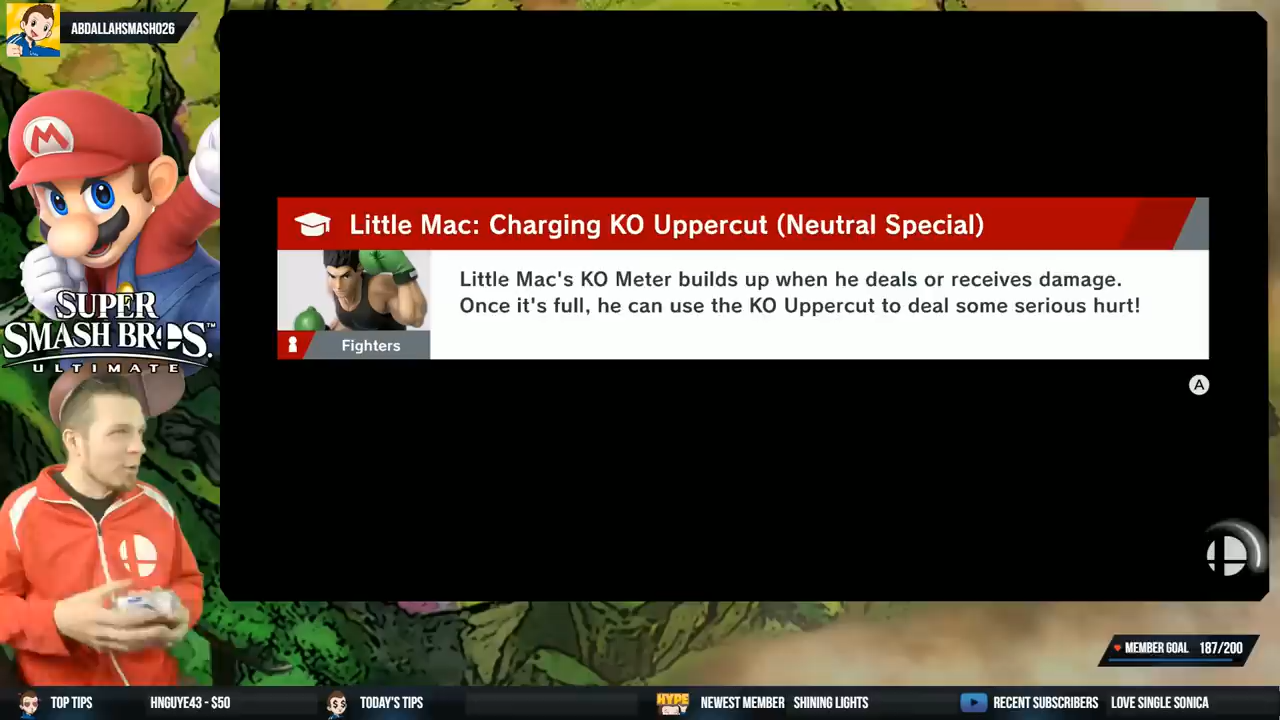 ABDALLAHSMASH026
M
SUPER
SMASH BROS.™
ULTIMATE
Little Mac: Charging KO Uppercut (Neutral Special)
Little Mac's KO Meter builds up when he deals or receives damage.
Once it's full, he can use the KO Uppercut to deal some serious hurt!
Fighters
A
MEMBER GOAL 187/200
TOP TIPS HNGUYE43 - $50 TODAY'S TIPS HYPE NEWEST MEMBER SHINING LIGHTS RECENT SUBSCRIBERS LOVE SINGLE SONICA